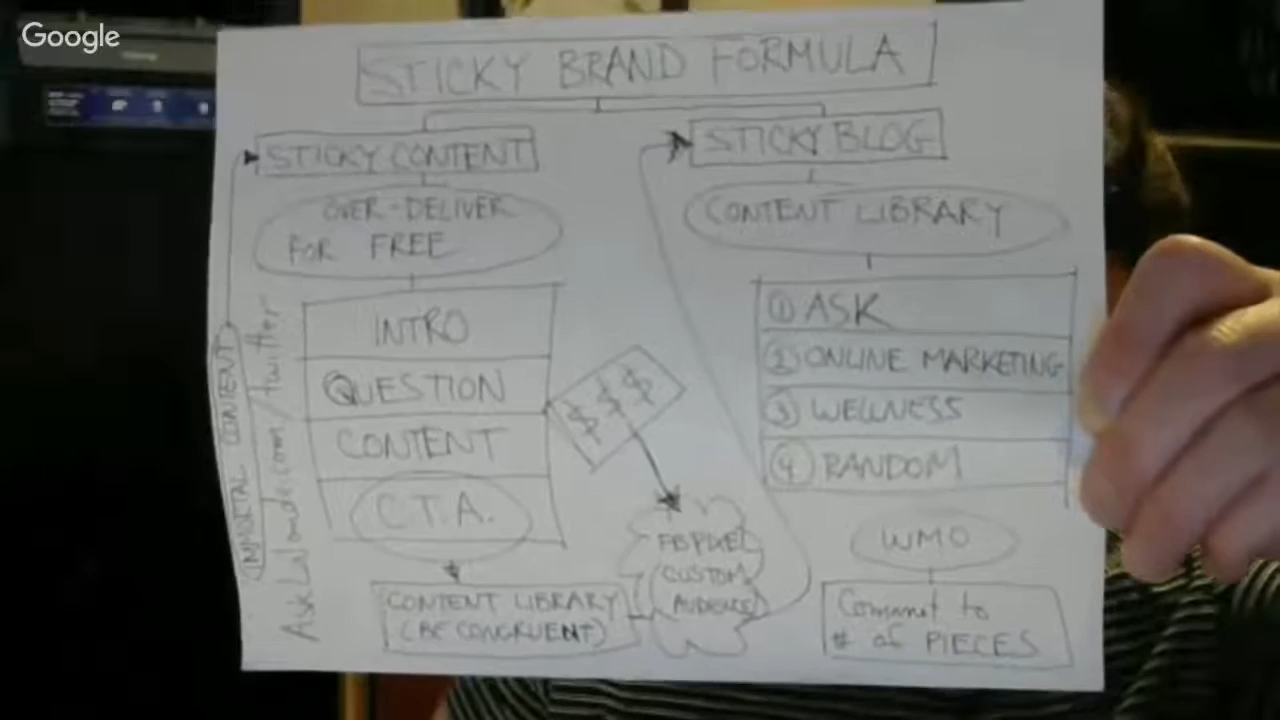 Google
STICKY BRAND FORMULA
STICKY CONTENT
OVER-DELIVER
FOR FREE
INTRO
QUESTION
CONTENT
C.T.A.
CONTENT LIBRARY
(BE CONGRUENT)
IMMORTAL CONTENT
AskLalonde.com/twitter
$ $ $
FB PIXEL
CUSTOM
AUDIENCE
STICKY BLOG
CONTENT LIBRARY
① ASK
② ONLINE MARKETING
③ WELLNESS
④ RANDOM
WMO
Commit to
# of PIECES